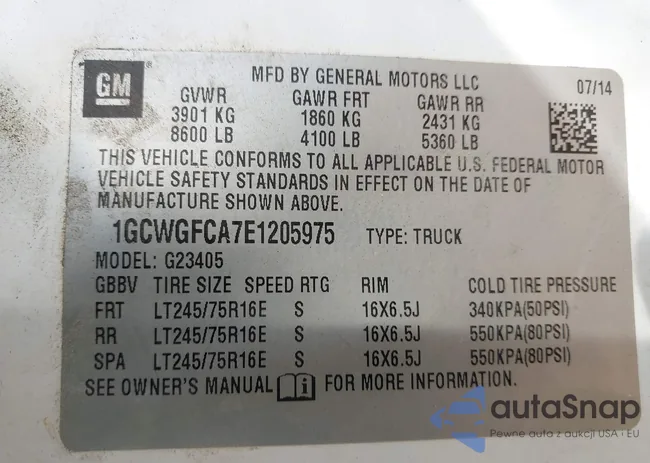 GM
MFD BY GENERAL MOTORS LLC 07/14
GVWR GAWR FRT GAWR RR
3901 KG 1860 KG 2431 KG
8600 LB 4100 LB 5360 LB
THIS VEHICLE CONFORMS TO ALL APPLICABLE U.S. FEDERAL MOTOR
VEHICLE SAFETY STANDARDS IN EFFECT ON THE DATE OF
MANUFACTURE SHOWN ABOVE.
1GCWGFCA7E1205975 TYPE: TRUCK
MODEL: G23405
GBBV TIRE SIZE SPEED RTG RIM COLD TIRE PRESSURE
FRT LT245/75R16E S 16X6.5J 340KPA(50PSI)
RR LT245/75R16E S 16X6.5J 550KPA(80PSI)
SPA LT245/75R16E S 16X6.5J 550KPA(80PSI)
SEE OWNER'S MANUAL i FOR MORE INFORMATION.
autaSnap
Pewne auta z aukcji USA · EU